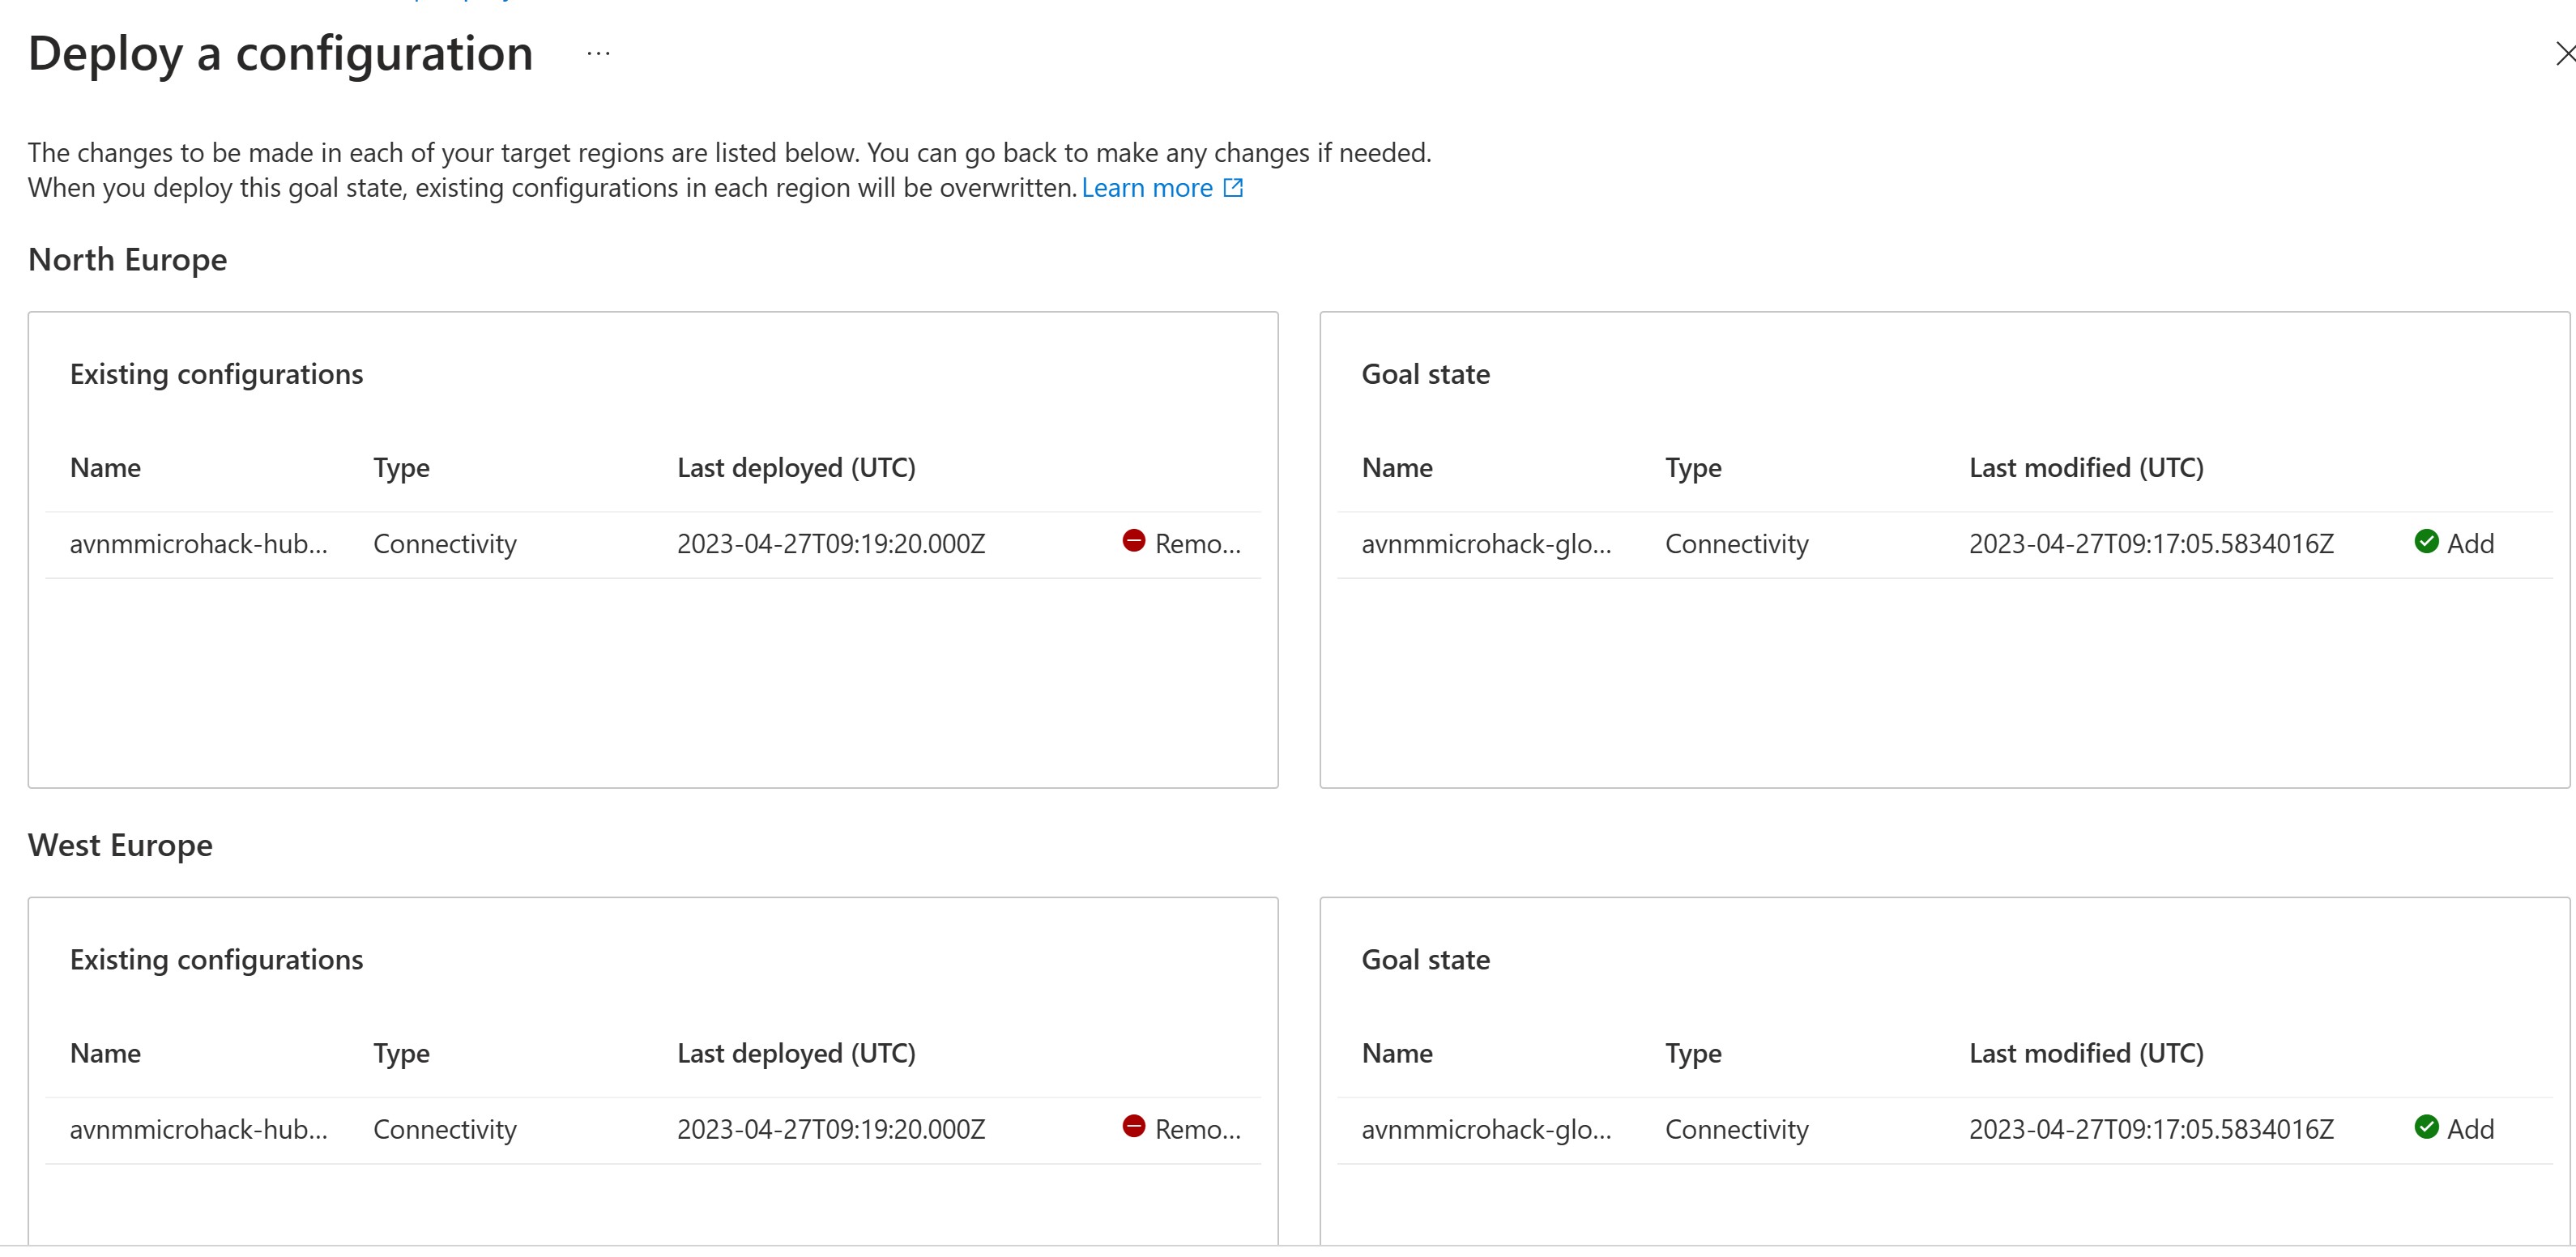 Deploy a configuration ...
The changes to be made in each of your target regions are listed below. You can go back to make any changes if needed.
When you deploy this goal state, existing configurations in each region will be overwritten. Learn more
North Europe
Existing configurations
Name Type Last deployed (UTC)
avnmmicrohack-hub... Connectivity 2023-04-27T09:19:20.000Z Remo...
Goal state
Name Type Last modified (UTC)
avnmmicrohack-glo... Connectivity 2023-04-27T09:17:05.5834016Z Add
West Europe
Existing configurations
Name Type Last deployed (UTC)
avnmmicrohack-hub... Connectivity 2023-04-27T09:19:20.000Z Remo...
Goal state
Name Type Last modified (UTC)
avnmmicrohack-glo... Connectivity 2023-04-27T09:17:05.5834016Z Add